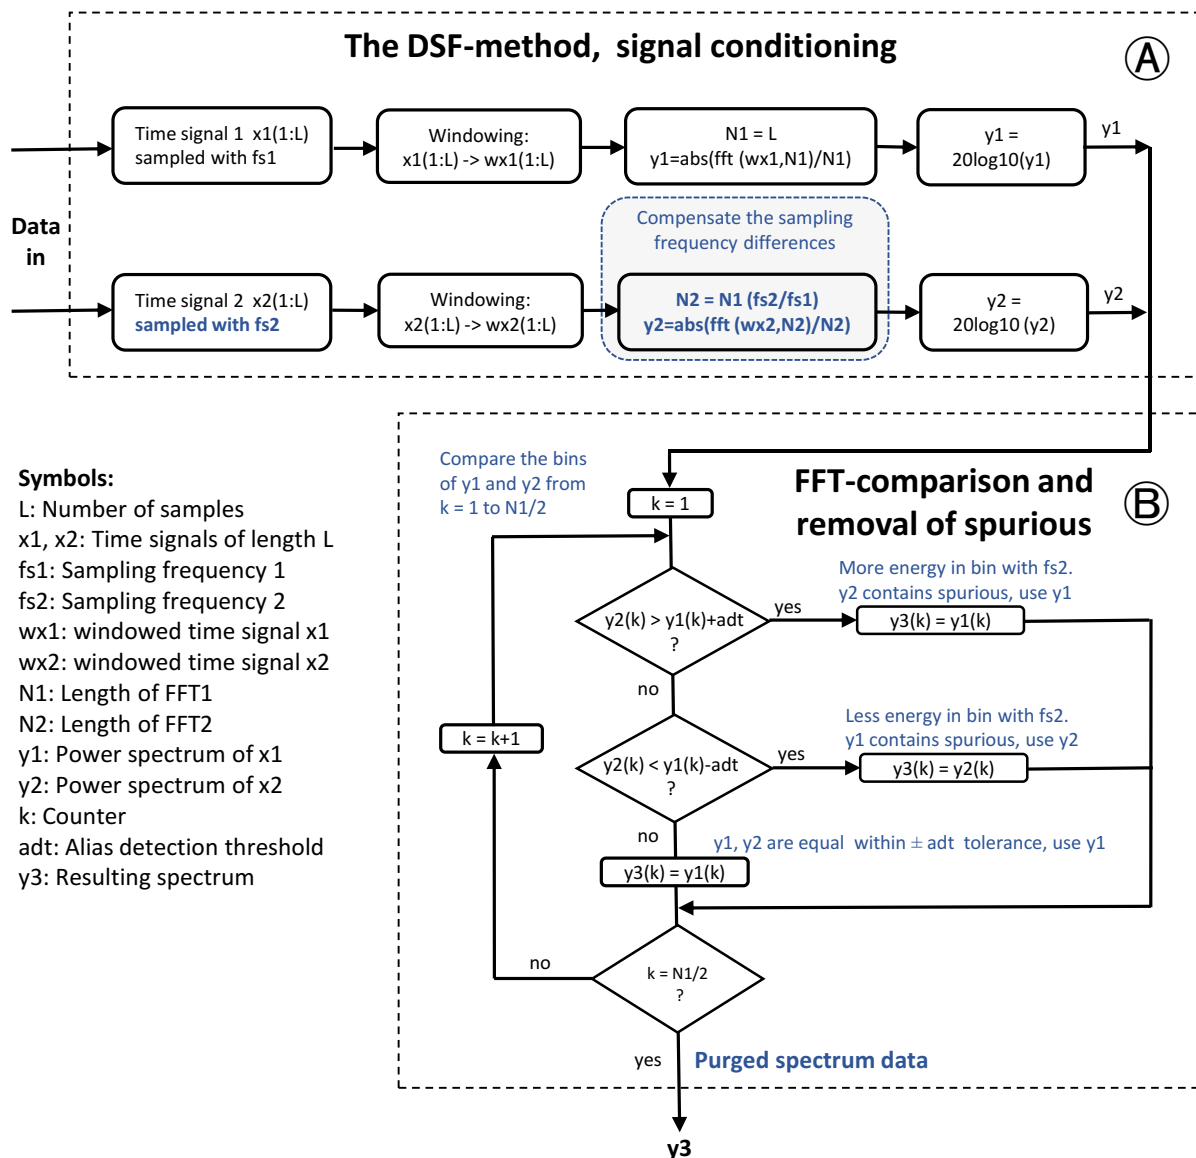 The DSF-method, signal conditioning
A
Time signal 1 x1(1:L)
sampled with fs1
Windowing:
x1(1:L) -> wx1(1:L)
N1 = L
y1=abs(fft (wx1,N1)/N1)
y1 =
20log10(y1)
y1
Data
in
Compensate the sampling
frequency differences
Time signal 2 x2(1:L)
sampled with fs2
Windowing:
x2(1:L) -> wx2(1:L)
N2 = N1 (fs2/fs1)
y2=abs(fft (wx2,N2)/N2)
y2 =
20log10 (y2)
y2
Symbols:
L: Number of samples
x1, x2: Time signals of length L
fs1: Sampling frequency 1
fs2: Sampling frequency 2
wx1: windowed time signal x1
wx2: windowed time signal x2
N1: Length of FFT1
N2: Length of FFT2
y1: Power spectrum of x1
y2: Power spectrum of x2
k: Counter
adt: Alias detection threshold
y3: Resulting spectrum
FFT-comparison and
removal of spurious
B
Compare the bins
of y1 and y2 from
k = 1 to N1/2
k = 1
y2(k) > y1(k)+adt
?
yes
More energy in bin with fs2.
y2 contains spurious, use y1
y3(k) = y1(k)
no
k = k+1
y2(k) < y1(k)-adt
?
yes
Less energy in bin with fs2.
y1 contains spurious, use y2
y3(k) = y2(k)
no
y1, y2 are equal within ± adt tolerance, use y1
y3(k) = y1(k)
no
k = N1/2
?
yes
Purged spectrum data
y3